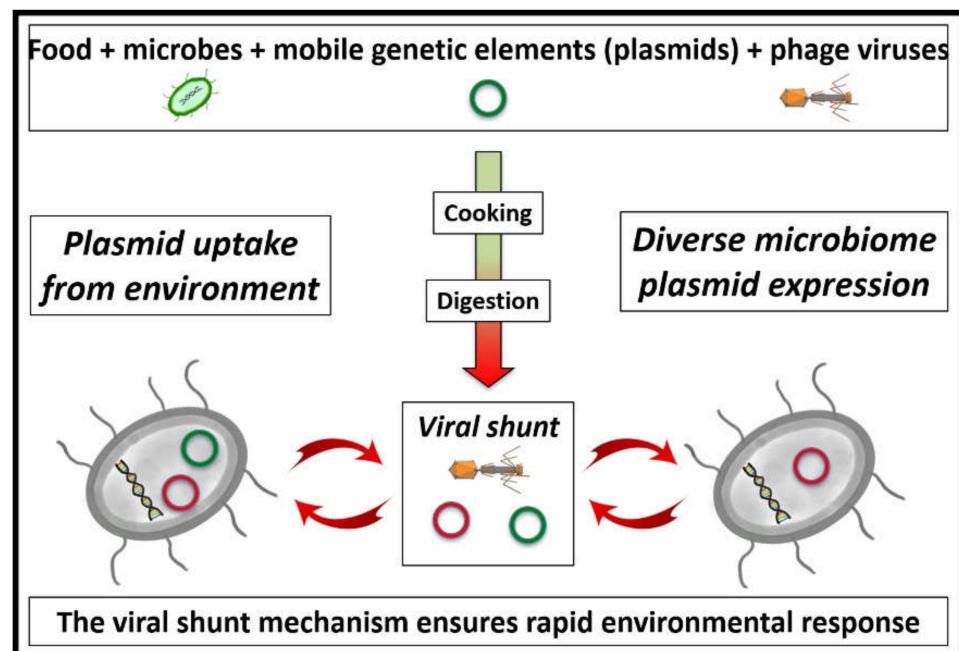 Food + microbes + mobile genetic elements (plasmids) + phage viruses
Cooking
Digestion
Plasmid uptake
from environment
Diverse microbiome
plasmid expression
Viral shunt
The viral shunt mechanism ensures rapid environmental response